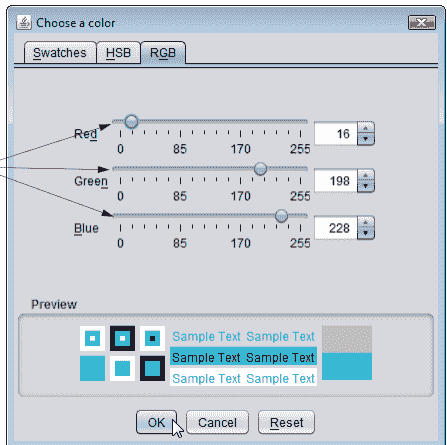 Choose a color
Swatches HSB RGB
Red 16
0 85 170 255
Green 198
0 85 170 255
Blue 228
0 85 170 255
Preview
Sample Text Sample Text
Sample Text Sample Text
Sample Text Sample Text
OK Cancel Reset